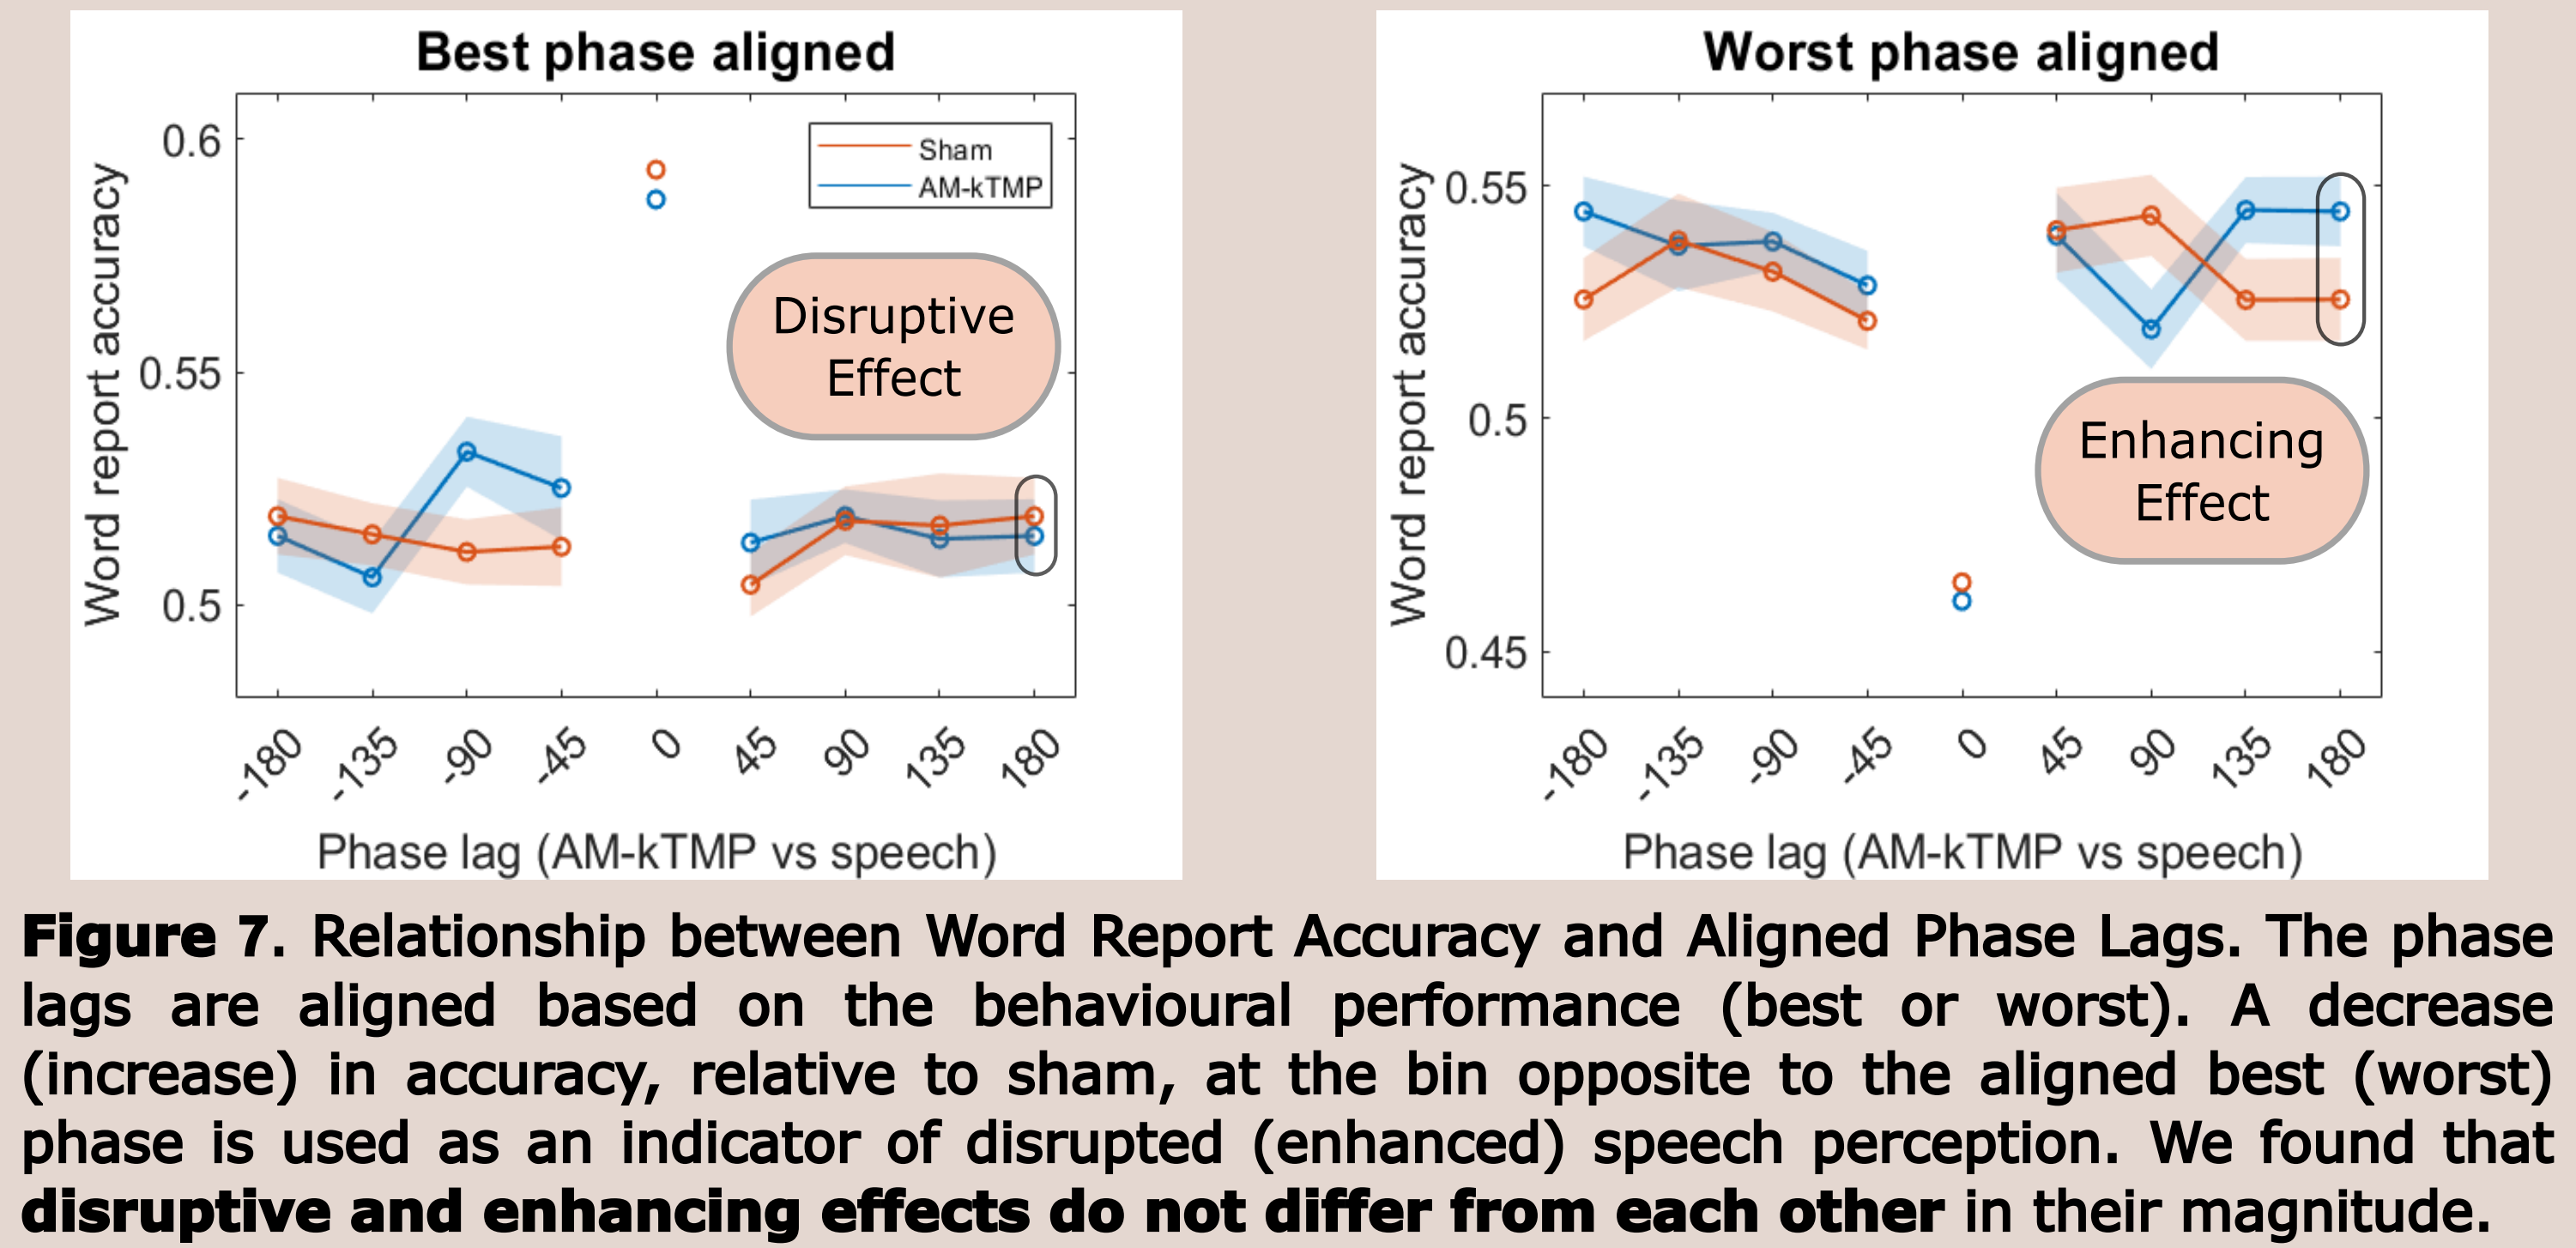 Best phase aligned
Word report accuracy
0.6
0.55
0.5
Sham
AM-kTMP
Disruptive
Effect
-180 -135 -90 -45 0 45 90 135 180
Phase lag (AM-kTMP vs speech)
Worst phase aligned
Word report accuracy
0.55
0.5
0.45
Enhancing
Effect
-180 -135 -90 -45 0 45 90 135 180
Phase lag (AM-kTMP vs speech)
Figure 7. Relationship between Word Report Accuracy and Aligned Phase Lags. The phase
lags are aligned based on the behavioural performance (best or worst). A decrease
(increase) in accuracy, relative to sham, at the bin opposite to the aligned best (worst)
phase is used as an indicator of disrupted (enhanced) speech perception. We found that
disruptive and enhancing effects do not differ from each other in their magnitude.